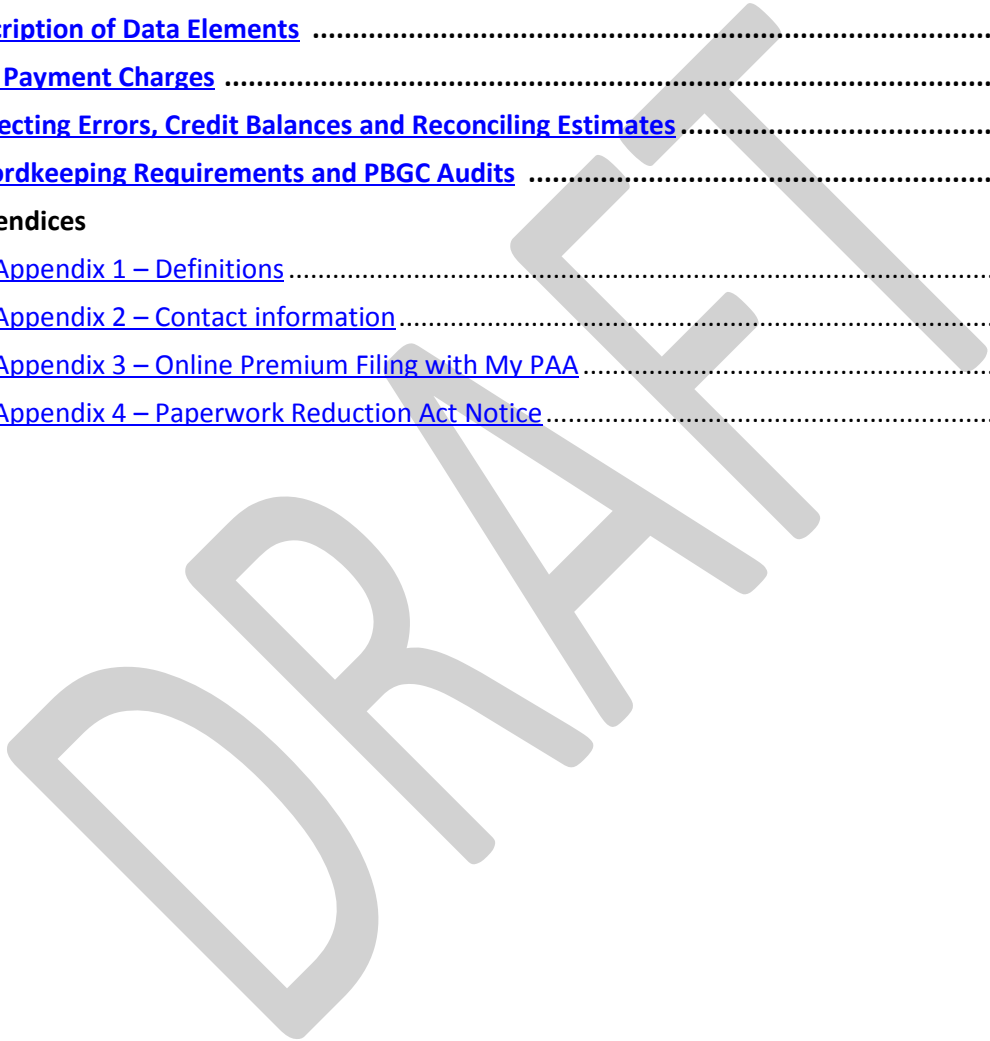 cription of Data Elements ........................................................................................
Payment Charges ........................................................................................
ecting Errors, Credit Balances and Reconciling Estimates ........................................
ordkeeping Requirements and PBGC Audits ............................................................
endices
Appendix 1 – Definitions ........................................................................................
Appendix 2 – Contact information ........................................................................
Appendix 3 – Online Premium Filing with My PAA ................................................
Appendix 4 – Paperwork Reduction Act Notice ....................................................
DRAFT